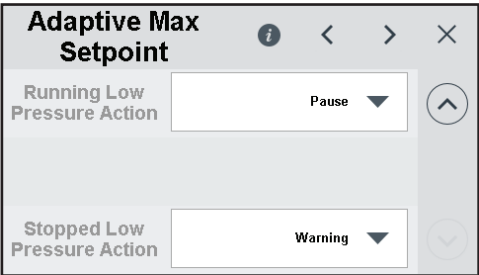 Adaptive Max
Setpoint
Running Low
Pressure Action
Pause
Stopped Low
Pressure Action
Warning